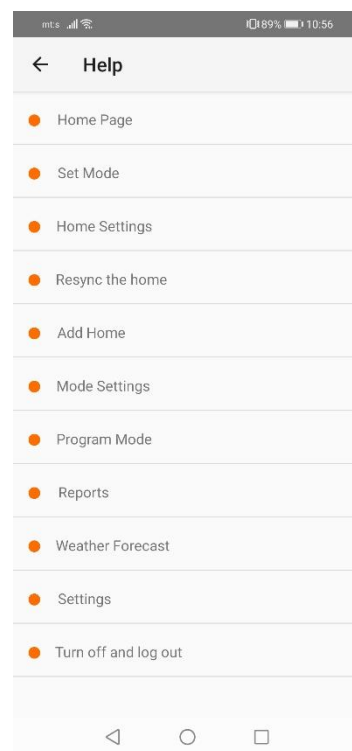 mt:s 89% 10:56
Help
Home Page
Set Mode
Home Settings
Resync the home
Add Home
Mode Settings
Program Mode
Reports
Weather Forecast
Settings
Turn off and log out